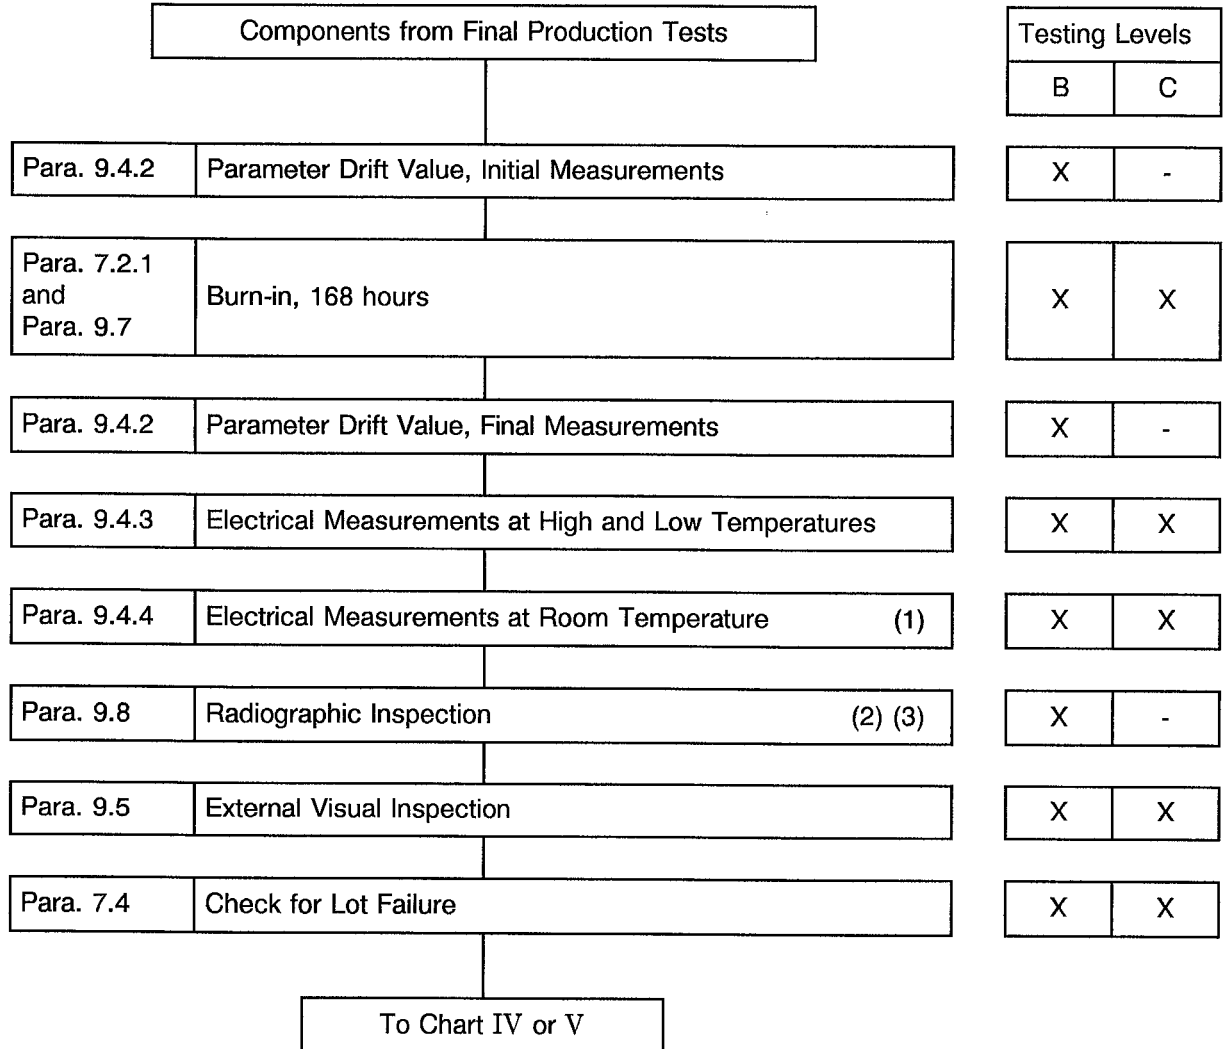 Components from Final Production Tests
Testing Levels
B C
Para. 9.4.2 Parameter Drift Value, Initial Measurements X -
Para. 7.2.1
and
Para. 9.7
Burn-in, 168 hours X X
Para. 9.4.2 Parameter Drift Value, Final Measurements X -
Para. 9.4.3 Electrical Measurements at High and Low Temperatures X X
Para. 9.4.4 Electrical Measurements at Room Temperature (1) X X
Para. 9.8 Radiographic Inspection (2) (3) X -
Para. 9.5 External Visual Inspection X X
Para. 7.4 Check for Lot Failure X X
To Chart IV or V